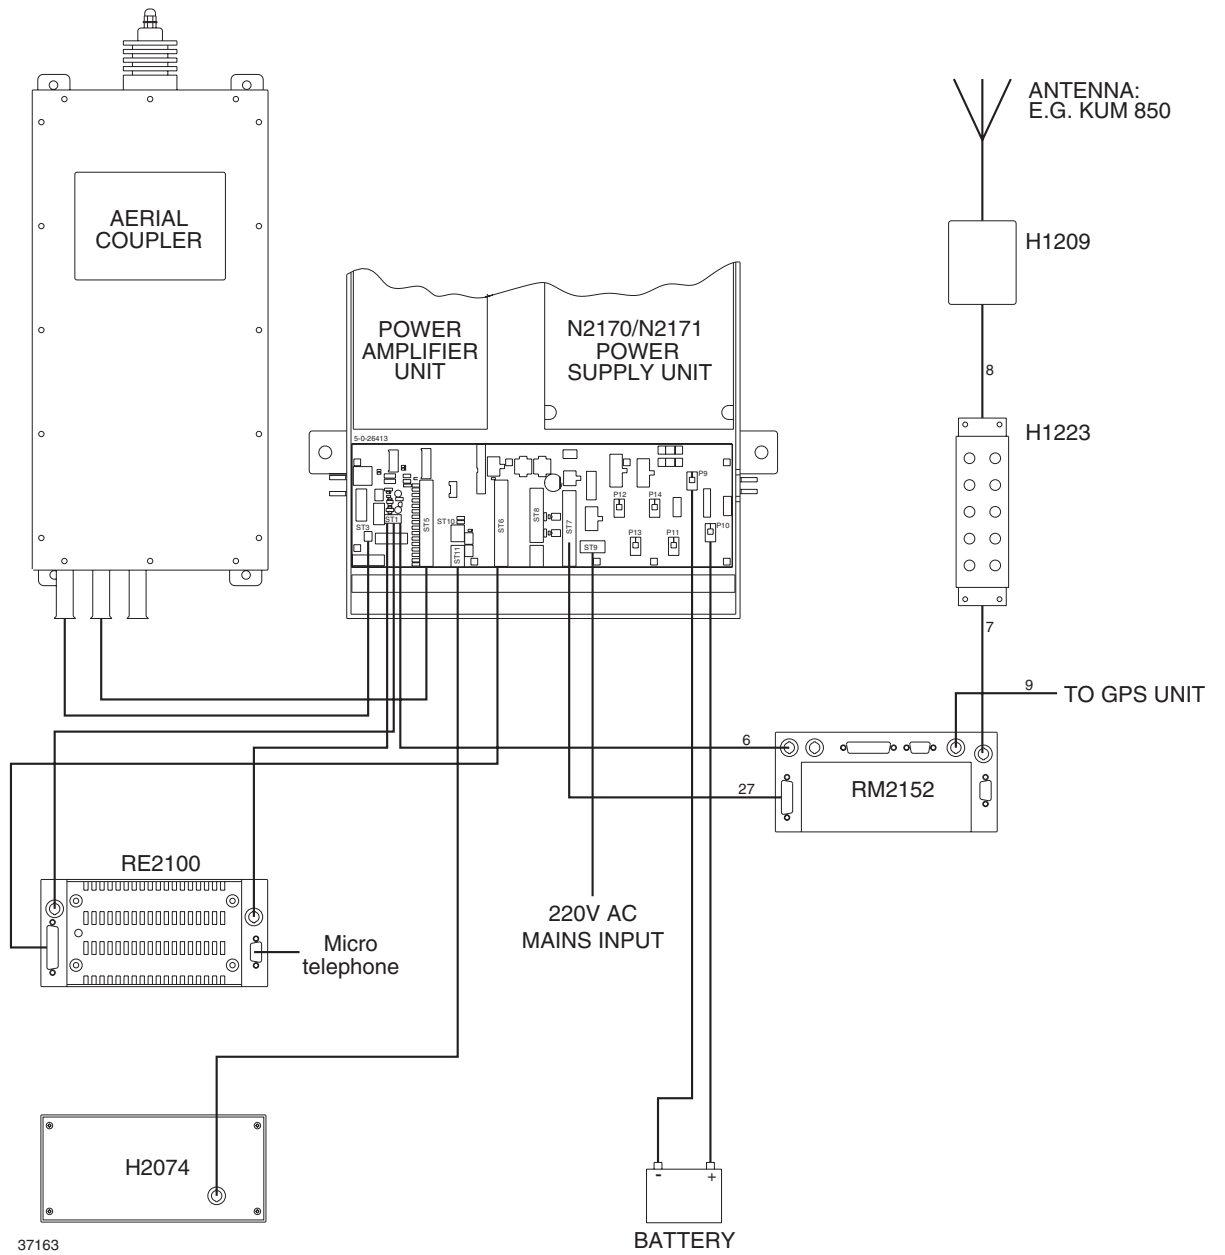 ANTENNA:
E.G. KUM 850
AERIAL
COUPLER
H1209
POWER
AMPLIFIER
UNIT
N2170/N2171
POWER
SUPPLY UNIT
8
H1223
5-0-26413
P9
P12
P14
ST3
ST1
ST5
ST10
ST11
ST6
ST8
ST7
P13
P11
P10
ST9
7
9
TO GPS UNIT
6
27
RM2152
RE2100
220V AC
MAINS INPUT
Micro
telephone
H2074
-
+
BATTERY
37163